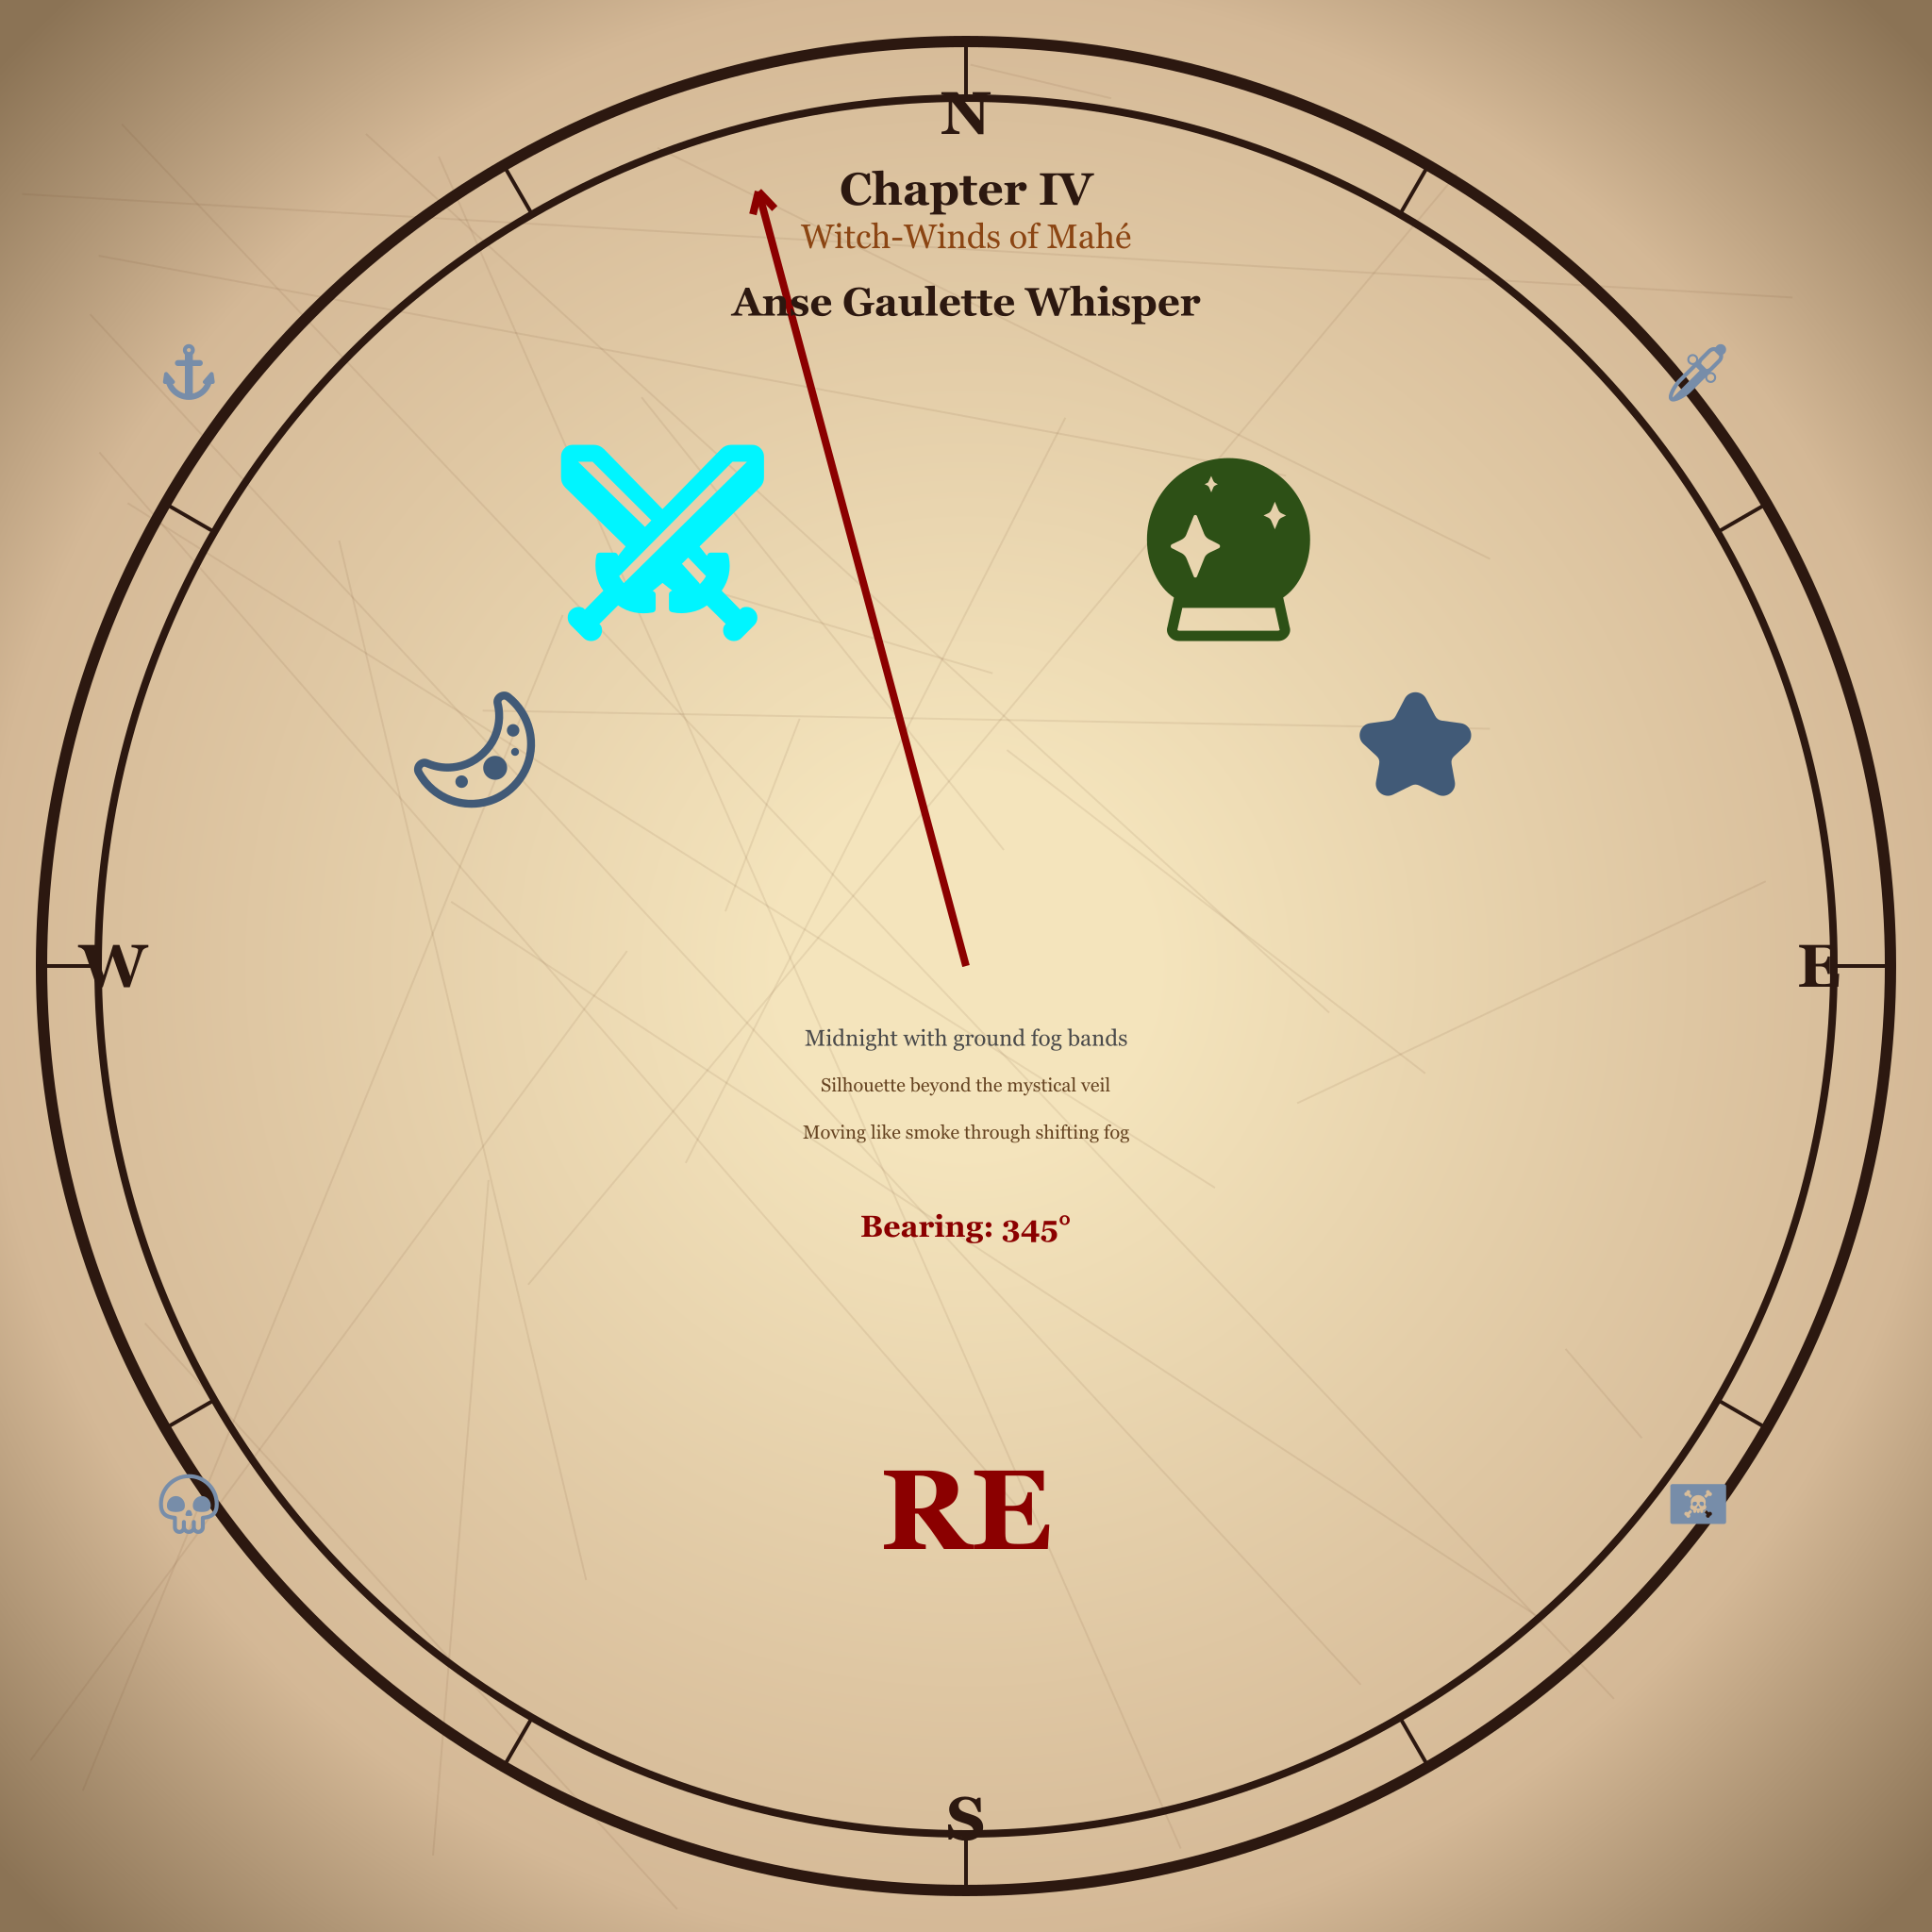 N
Chapter IV
Witch-Winds of Mahé
Anse Gaulette Whisper
W
E
Midnight with ground fog bands
Silhouette beyond the mystical veil
Moving like smoke through shifting fog
Bearing: 345°
RE
S